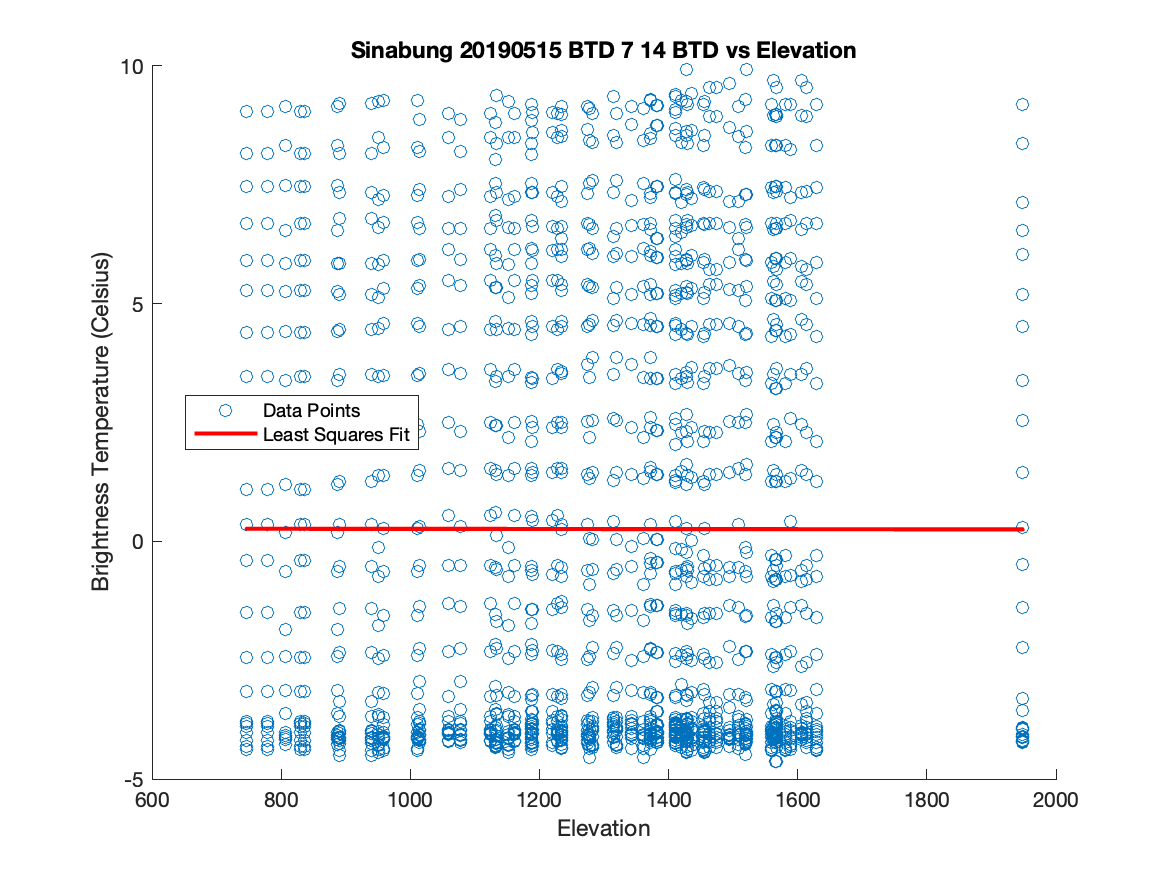 Sinabung 20190515 BTD 7 14 BTD vs Elevation
10
5
0
-5
Brightness Temperature (Celsius)
Data Points
Least Squares Fit
600 800 1000 1200 1400 1600 1800 2000
Elevation